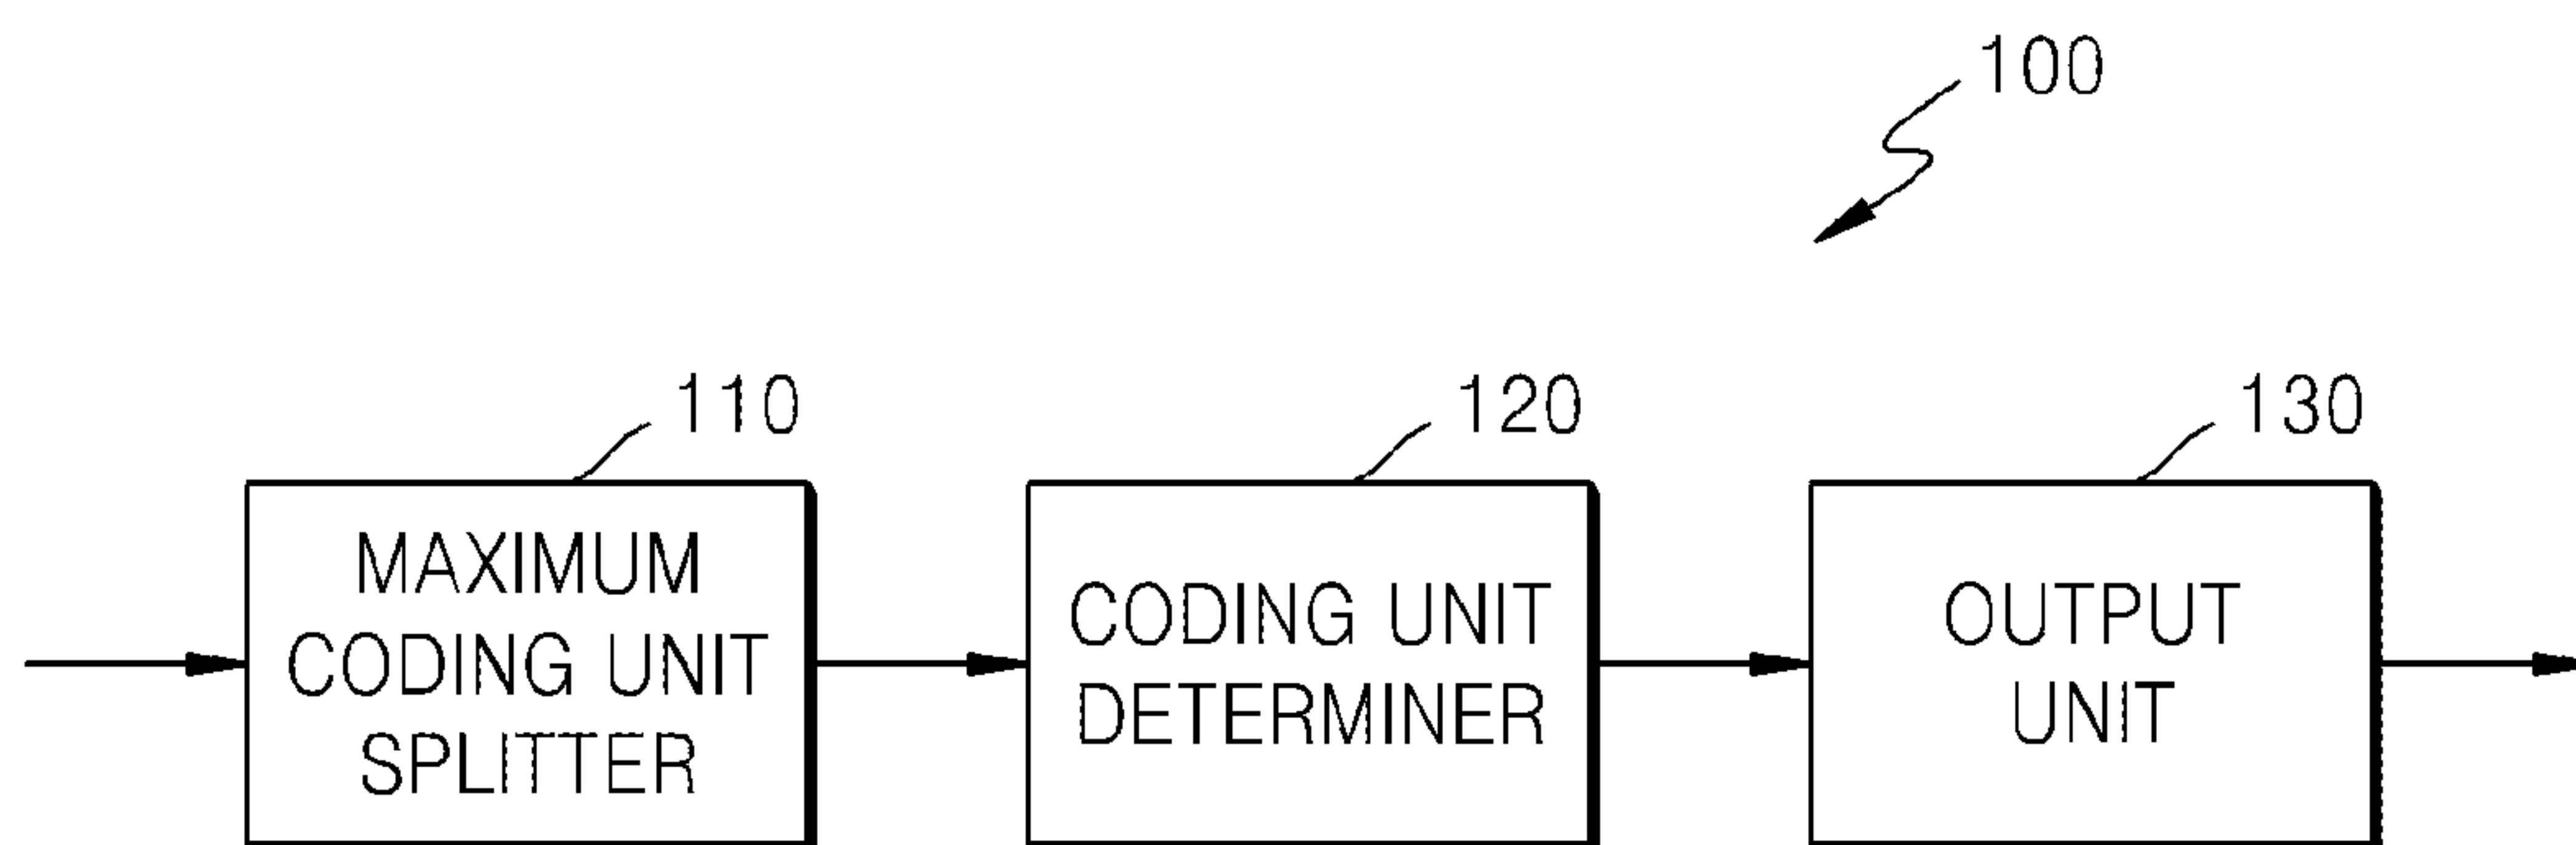 100
110
120
130
MAXIMUM
CODING UNIT
SPLITTER
CODING UNIT
DETERMINER
OUTPUT
UNIT